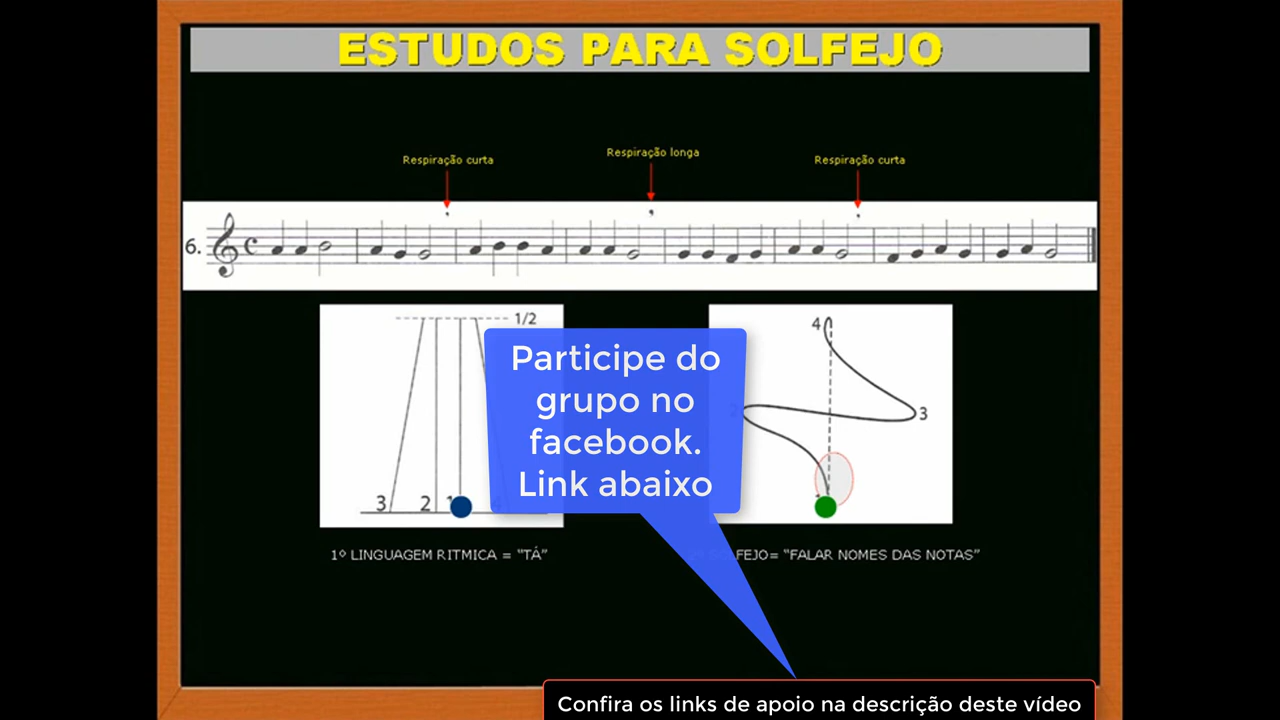 ESTUDOS PARA SOLFEJO
Respiração curta
Respiração longa
Respiração curta
6.
1/2
3
2
1
4
3
Participe do
grupo no
facebook.
Link abaixo
1º LINGUAGEM RITMICA = "TÁ"
FEJO= "FALAR NOMES DAS NOTAS"
Confira os links de apoio na descrição deste vídeo